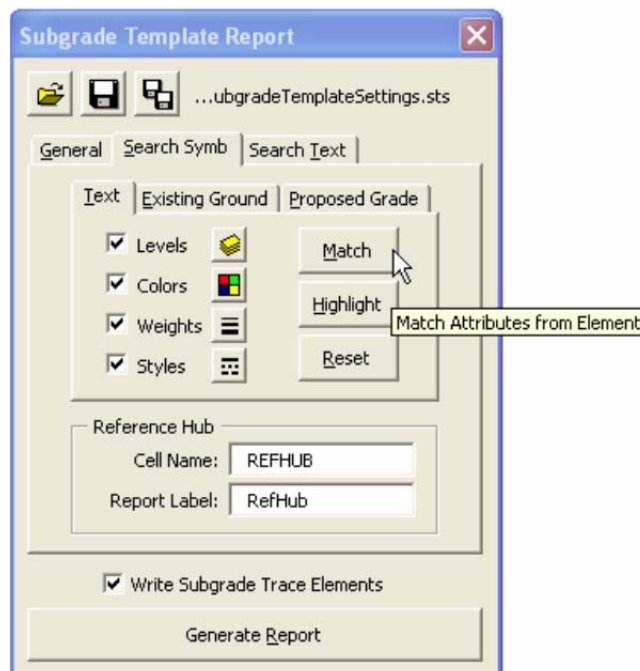 Subgrade Template Report
...ubgradeTemplateSettings.sts
General Search Symb Search Text
Text Existing Ground Proposed Grade
Levels Match
Colors
Highlight
Match Attributes from Element
Weights
Styles Reset
Reference Hub
Cell Name: REFHUB
Report Label: RefHub
Write Subgrade Trace Elements
Generate Report